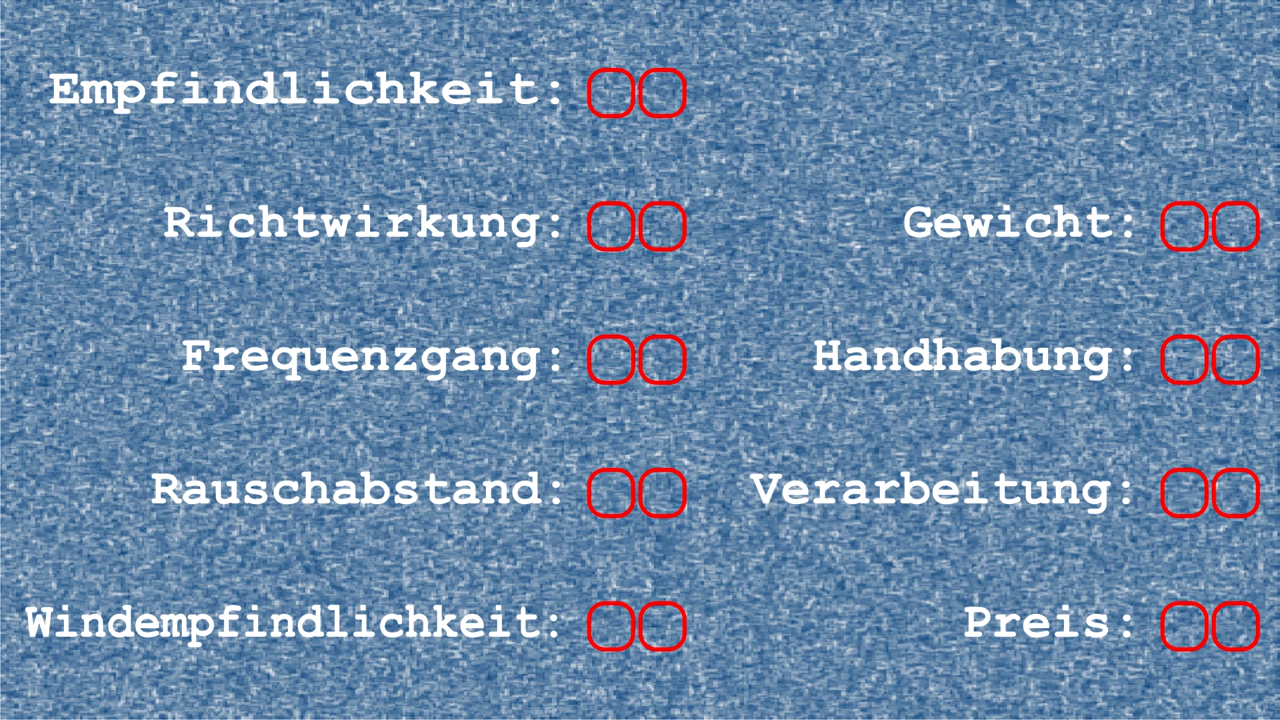 Empfindlichkeit:
Richtwirkung:
Frequenzgang:
Rauschabstand:
Windempfindlichkeit:
Gewicht:
Handhabung:
Verarbeitung:
Preis: